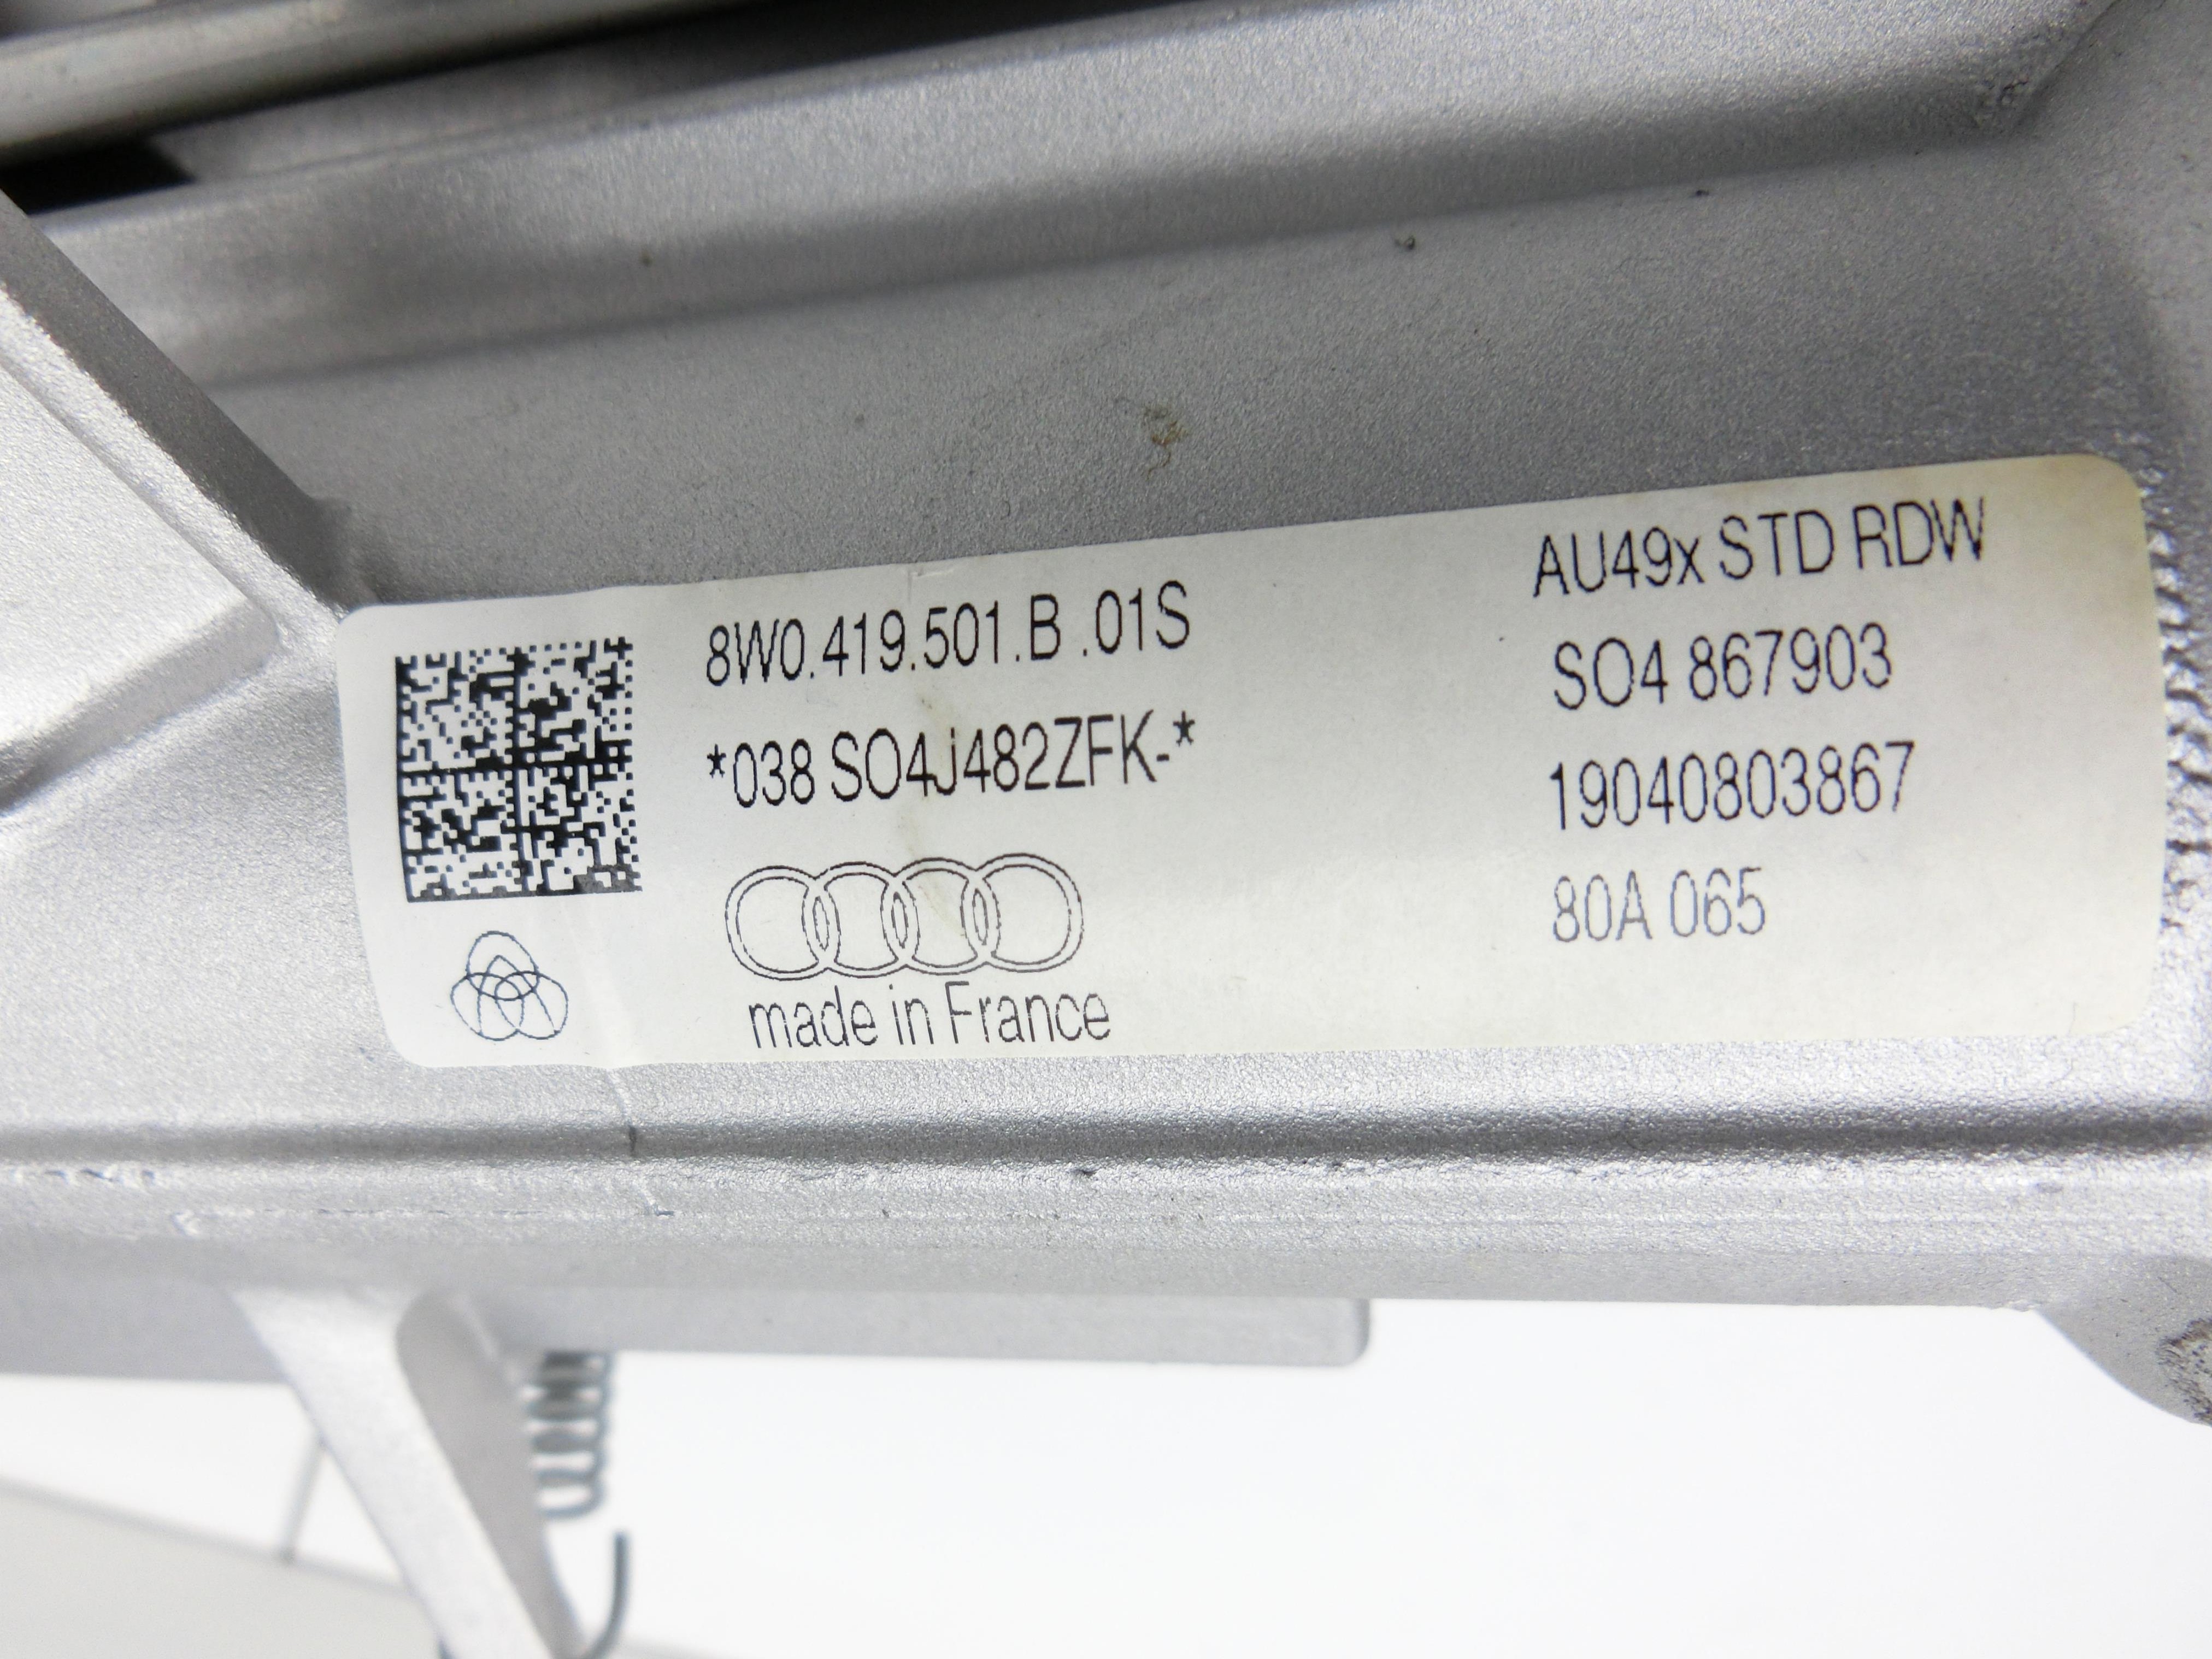 8W0.419.501.B .01S
*038 SO4J482ZFK-*
made in France
AU49x STD RDW
SO4 867903
19040803867
80A 065